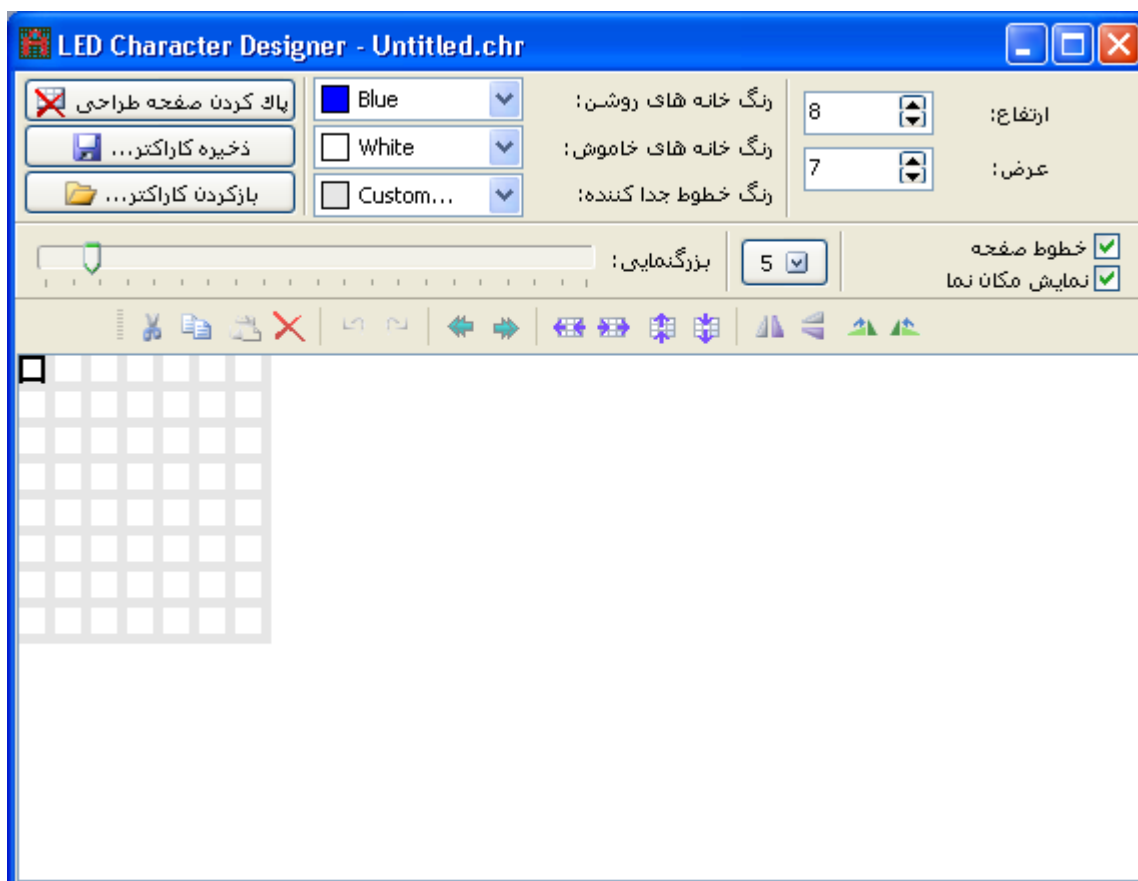 LED Character Designer - Untitled.chr
پاک کردن صفحه طراحی
ذخیره کاراکتر...
بازکردن کاراکتر...
Blue
White
Custom...
رنگ خانه های روشن:
رنگ خانه های خاموش:
رنگ خطوط جدا کننده:
8
ارتفاع:
7
عرض:
بزرگنمایی:
5
خطوط صفحه
نمایش مکان نما